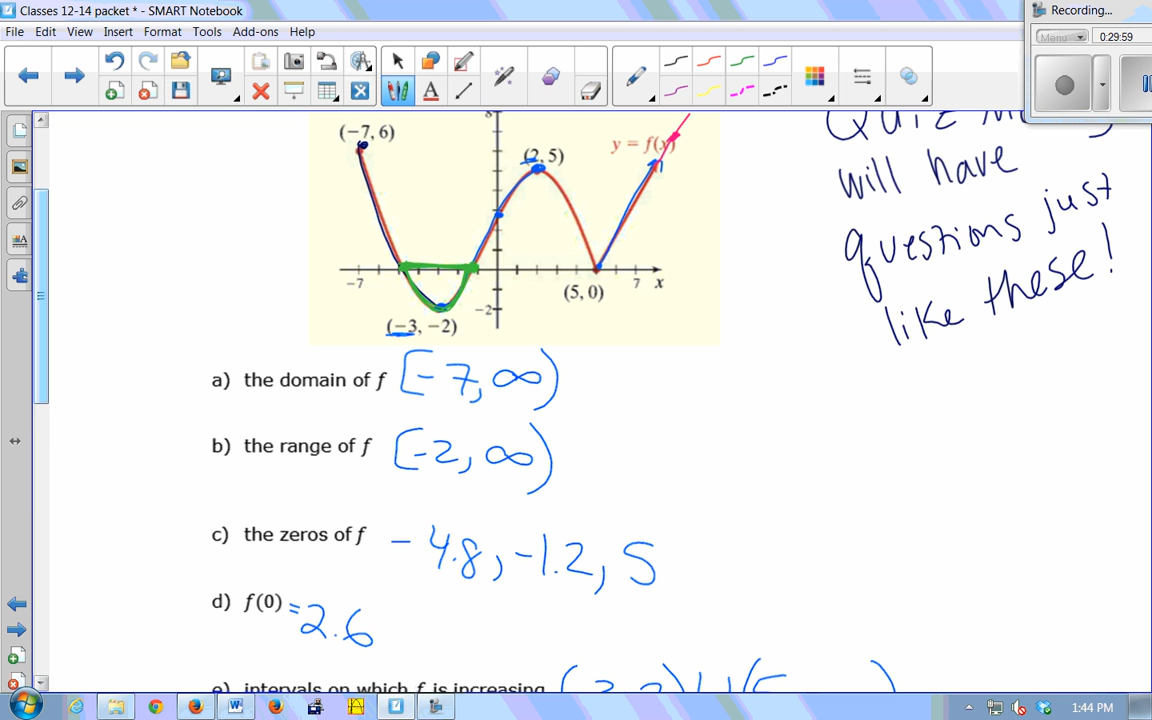 Classes 12-14 packet * - SMART Notebook
Recording...
File Edit View Insert Format Tools Add-ons Help
Menu 0:29:59
(−7, 6)
(2, 5)
y = f(x)
−7
7 x
(5, 0)
−2
(−3, −2)
Quiz
will have
questions just
like these!
a) the domain of f [-7, ∞)
b) the range of f [-2, ∞)
c) the zeros of f - 4.8, -1.2, 5
d) f(0) = 2.6
e) intervals on which f is increasing
1:44 PM